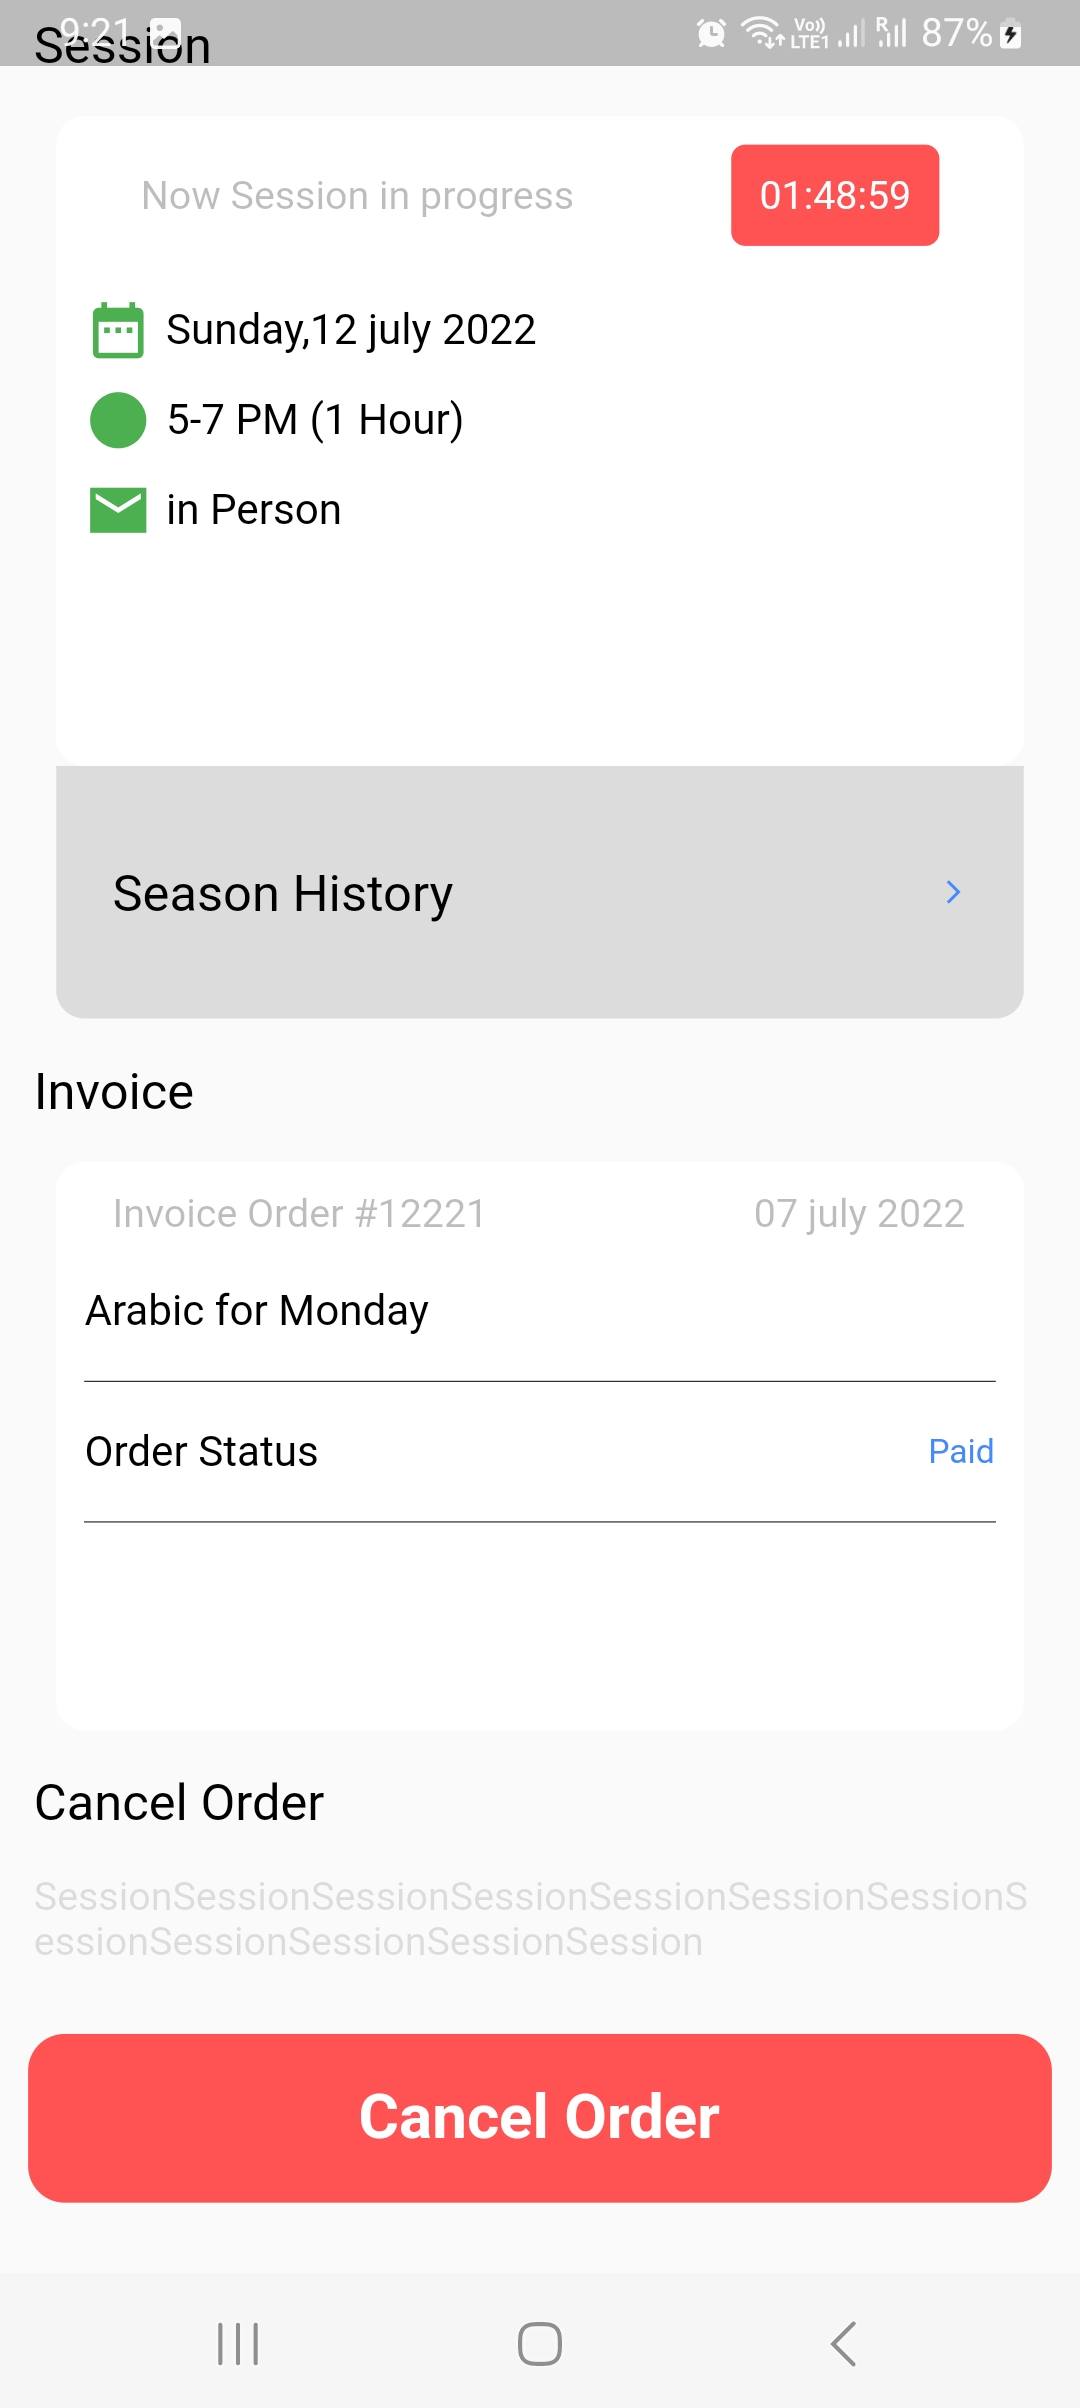 9:21
Vo)) LTE1 R 87%
Session
Now Session in progress 01:48:59
Sunday,12 july 2022
5-7 PM (1 Hour)
in Person
Season History
Invoice
Invoice Order #12221 07 july 2022
Arabic for Monday
Order Status Paid
Cancel Order
SessionSessionSessionSessionSessionSessionSessionS
essionSessionSessionSessionSession
Cancel Order